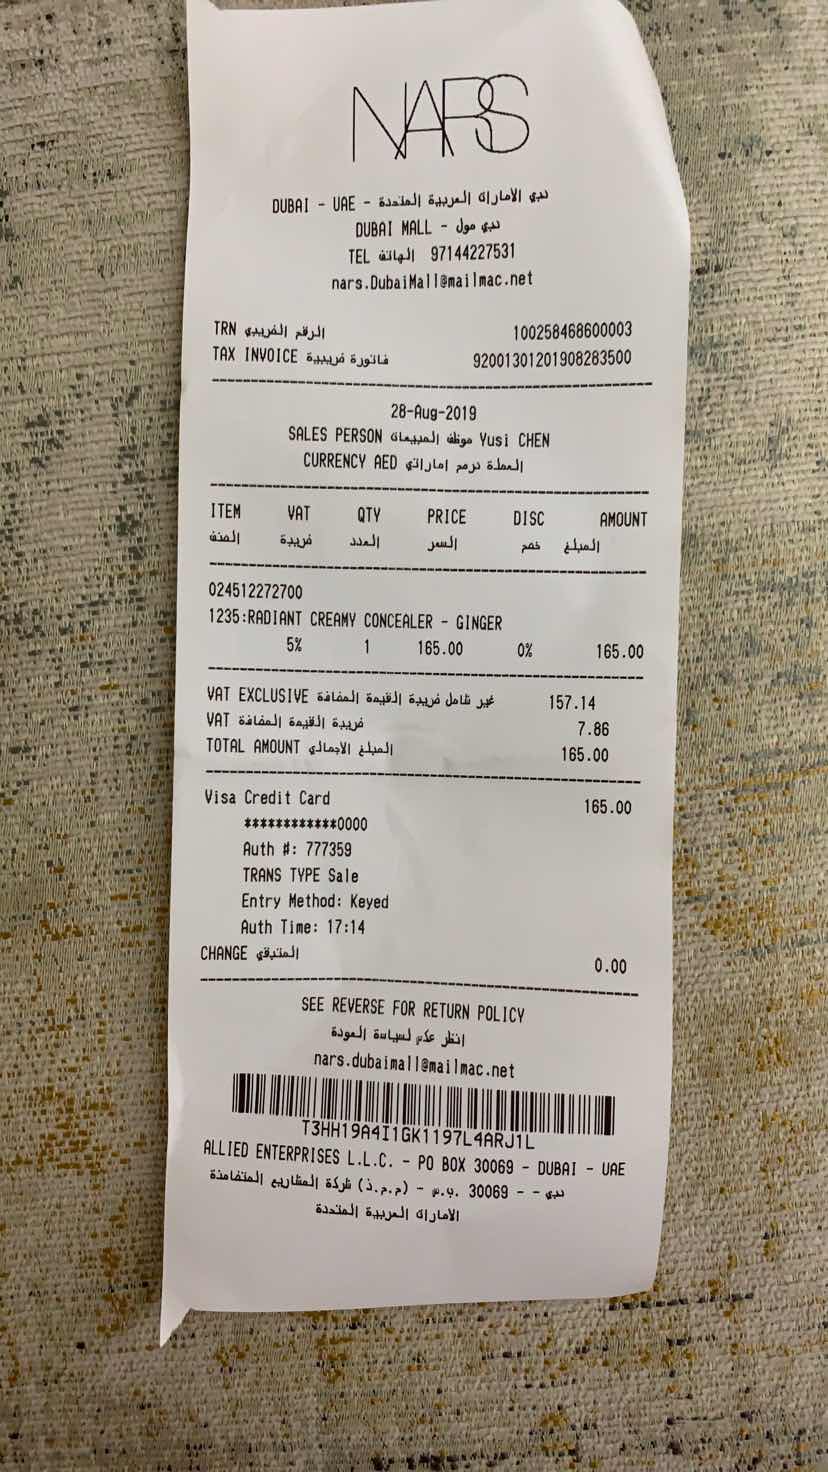 NARS
DUBAI - UAE - دبي الامارات العربية المتحدة
DUBAI MALL - دبي مول
TEL الهاتف 97144227531
nars.DubaiMall@mailmac.net
TRN الرقم الضريبي 100258468600003
TAX INVOICE فاتورة ضريبية 92001301201908283500
28-Aug-2019
SALES PERSON موظف المبيعات Yusi CHEN
CURRENCY AED العملة درهم إماراتي
ITEM VAT QTY PRICE DISC AMOUNT
الصنف ضريبة العدد السعر خصم المبلغ
024512272700
1235:RADIANT CREAMY CONCEALER - GINGER
5% 1 165.00 0% 165.00
VAT EXCLUSIVE غير شامل ضريبة القيمة المضافة 157.14
VAT ضريبة القيمة المضافة 7.86
TOTAL AMOUNT المبلغ الاجمالي 165.00
Visa Credit Card 165.00
************0000
Auth #: 777359
TRANS TYPE Sale
Entry Method: Keyed
Auth Time: 17:14
CHANGE المتبقي 0.00
SEE REVERSE FOR RETURN POLICY
انظر عكس لسياسة العودة
nars.dubaimall@mailmac.net
T3HH19A4I1GK1197L4ARJ1L
ALLIED ENTERPRISES L.L.C. - PO BOX 30069 - DUBAI - UAE
شركة المشاريع المتضامنة (ذ.م.م) - ص.ب. 30069 - - دبي
الامارات العربية المتحدة